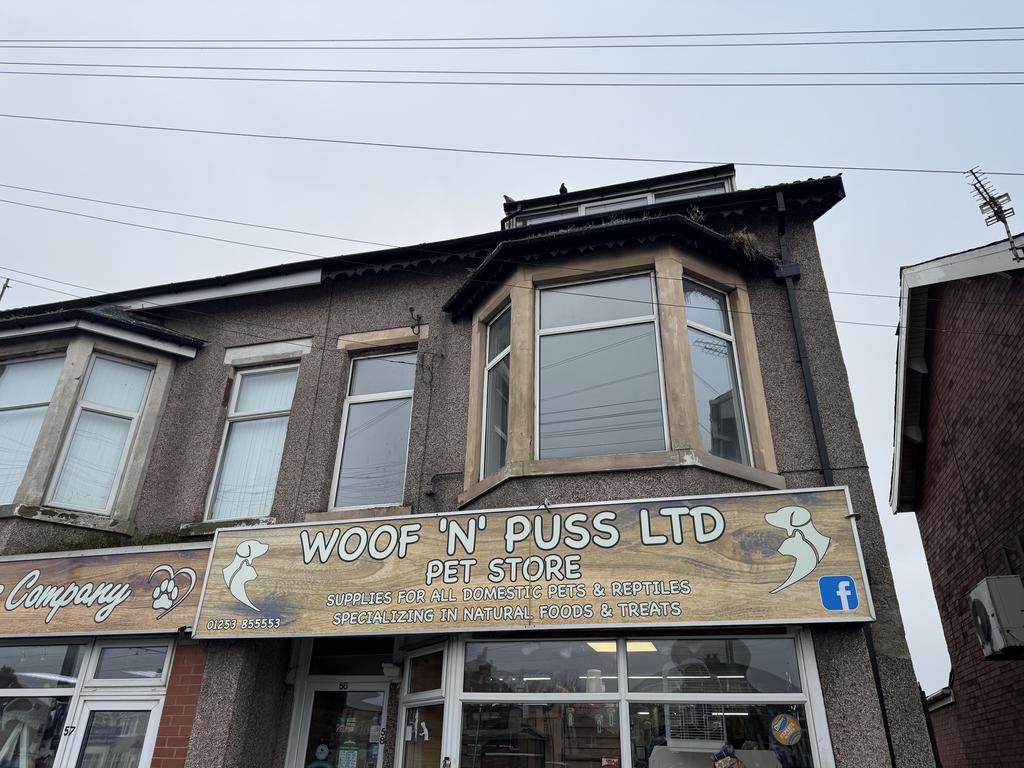 WOOF 'N' PUSS LTD
PET STORE
SUPPLIES FOR ALL DOMESTIC PETS & REPTILES
SPECIALIZING IN NATURAL FOODS & TREATS
01253 855553
f
Company
57
58
58